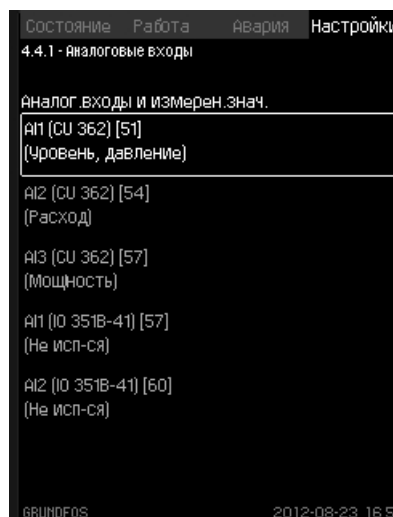 Состояние Работа Авария Настройки
4.4.1 - Аналоговые входы
Аналог.входы и измерен.знач.
AI1 (CU 362) [51]
(Уровень, давление)
AI2 (CU 362) [54]
(Расход)
AI3 (CU 362) [57]
(Мощность)
AI1 (IO 351B-41) [57]
(Не исп-ся)
AI2 (IO 351B-41) [60]
(Не исп-ся)
GRUNDFOS 2012-08-23 16:5